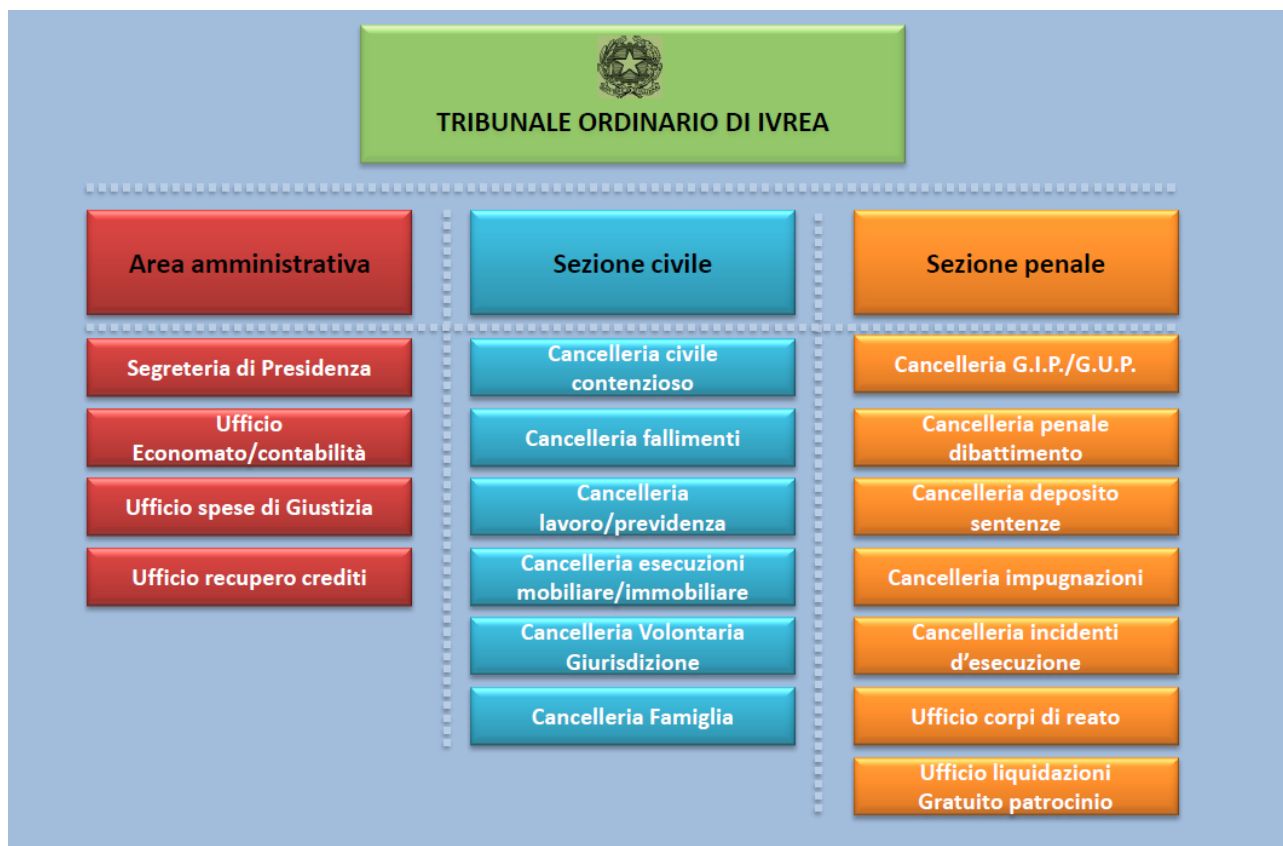 TRIBUNALE ORDINARIO DI IVREA
Area amministrativa
Segreteria di Presidenza
Ufficio
Economato/contabilità
Ufficio spese di Giustizia
Ufficio recupero crediti
Sezione civile
Cancelleria civile
contenzioso
Cancelleria fallimenti
Cancelleria
lavoro/previdenza
Cancelleria esecuzioni
mobiliare/immobiliare
Cancelleria Volontaria
Giurisdizione
Cancelleria Famiglia
Sezione penale
Cancelleria G.I.P./G.U.P.
Cancelleria penale
dibattimento
Cancelleria deposito
sentenze
Cancelleria impugnazioni
Cancelleria incidenti
d’esecuzione
Ufficio corpi di reato
Ufficio liquidazioni
Gratuito patrocinio